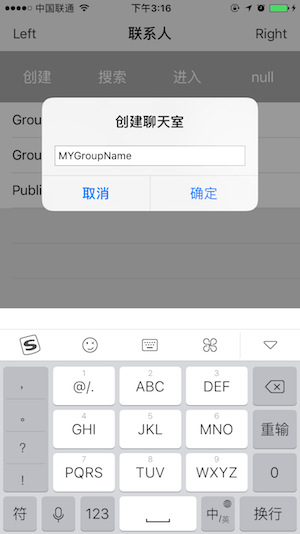 中国联通 下午3:16
Left 联系人 Right
创建 搜索 进入 null
Grou
Grou
Publi
创建聊天室
MYGroupName
取消 确定
S
, 1 @/. 2 ABC 3 DEF
。 4 GHI 5 JKL 6 MNO 重输
? 7 PQRS 8 TUV 9 WXYZ 0
!
符 123 中/英 换行